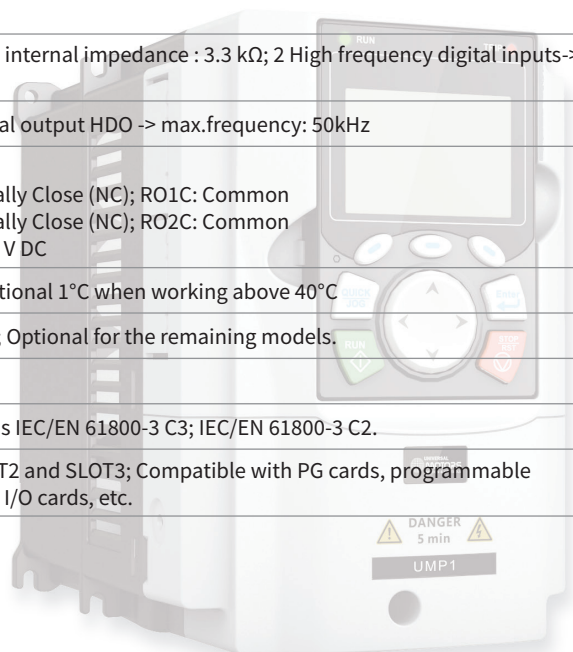 RUN
internal impedance : 3.3 kΩ; 2 High frequency digital inputs->
al output HDO -> max.frequency: 50kHz
ally Close (NC); RO1C: Common
ally Close (NC); RO2C: Common
V DC
tional 1°C when working above 40°C
QUICK
JOG
Enter
; Optional for the remaining models.
RUN
STOP
s IEC/EN 61800-3 C3; IEC/EN 61800-3 C2.
T2 and SLOT3; Compatible with PG cards, programmable
I/O cards, etc.
UNIVERSAL
MOTORS
DANGER
5 min
UMP1